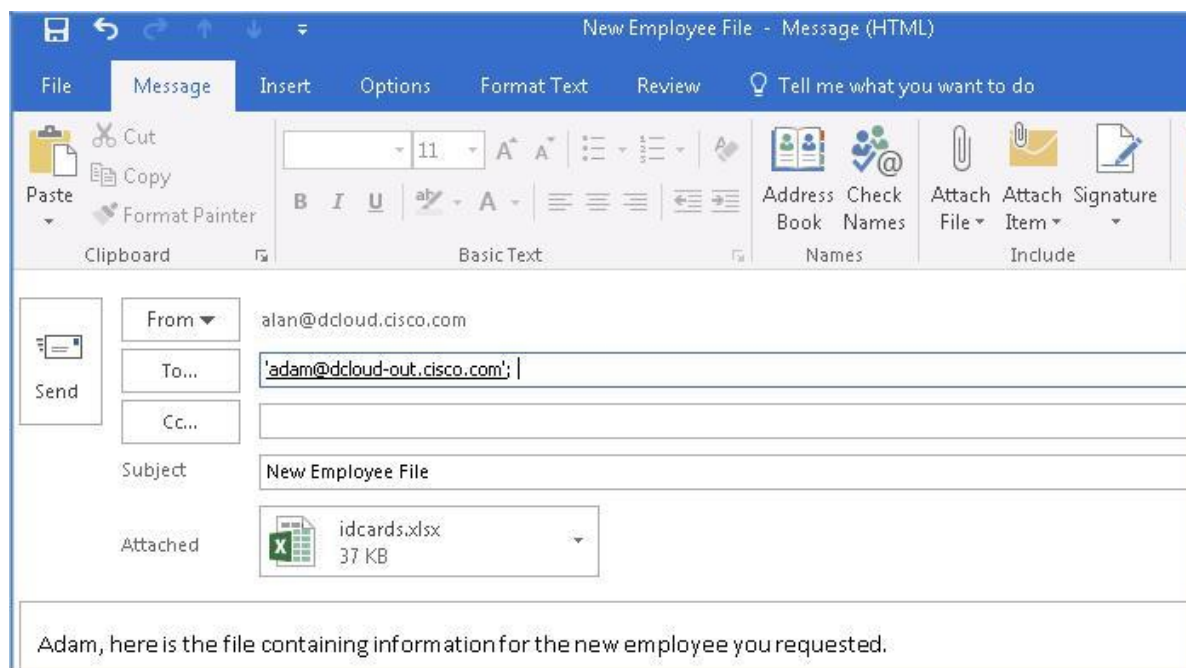 New Employee File - Message (HTML)
File Message Insert Options Format Text Review Tell me what you want to do
Paste
Cut
Copy
Format Painter
Clipboard
11
A A
B I U aby A
Basic Text
Address Book
Check Names
Names
Attach File
Attach Item
Signature
Include
Send
From alan@dcloud.cisco.com
To... 'adam@dcloud-out.cisco.com';
Cc...
Subject New Employee File
Attached idcards.xlsx
37 KB
Adam, here is the file containing information for the new employee you requested.